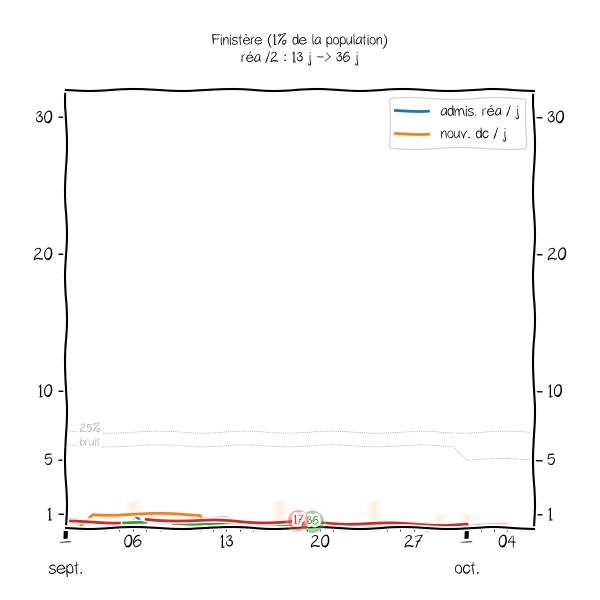 Finistère (1% de la population)
réa /2 : 13 j -> 36 j
admis. réa / j
nouv. dc / j
30
30
20
20
10
10
25%
bruit
5
5
1
1
17
36
06
13
20
27
04
sept.
oct.